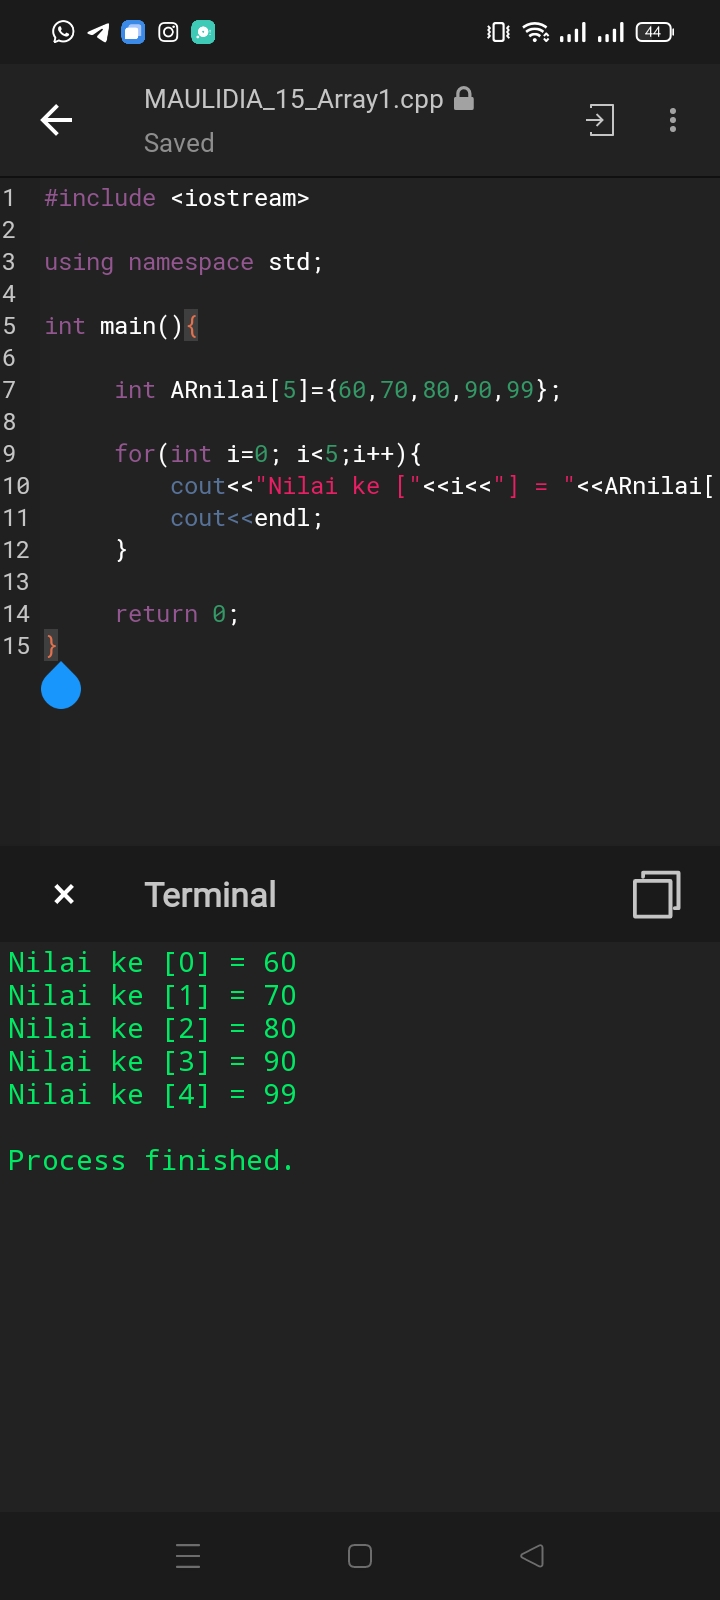 44
MAULIDIA_15_Array1.cpp
Saved
1 #include <iostream>
2
3 using namespace std;
4
5 int main(){
6
7 int ARnilai[5]={60,70,80,90,99};
8
9 for(int i=0; i<5;i++){
10 cout<<"Nilai ke ["<<i<<"] = "<<ARnilai[
11 cout<<endl;
12 }
13
14 return 0;
15 }
Terminal
Nilai ke [0] = 60
Nilai ke [1] = 70
Nilai ke [2] = 80
Nilai ke [3] = 90
Nilai ke [4] = 99
Process finished.